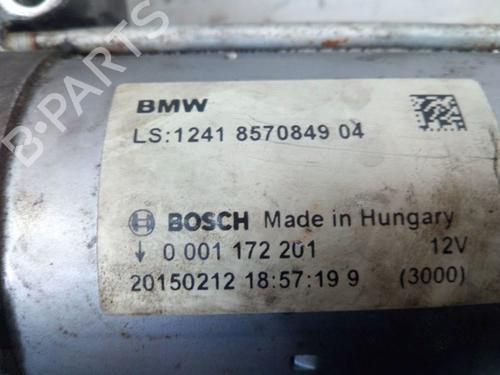 B-PARTS
BMW
LS:1241 8570849 04
BOSCH Made in Hungary
↓ 0 001 172 201 12V
20150212 18:57:19 9 (3000)